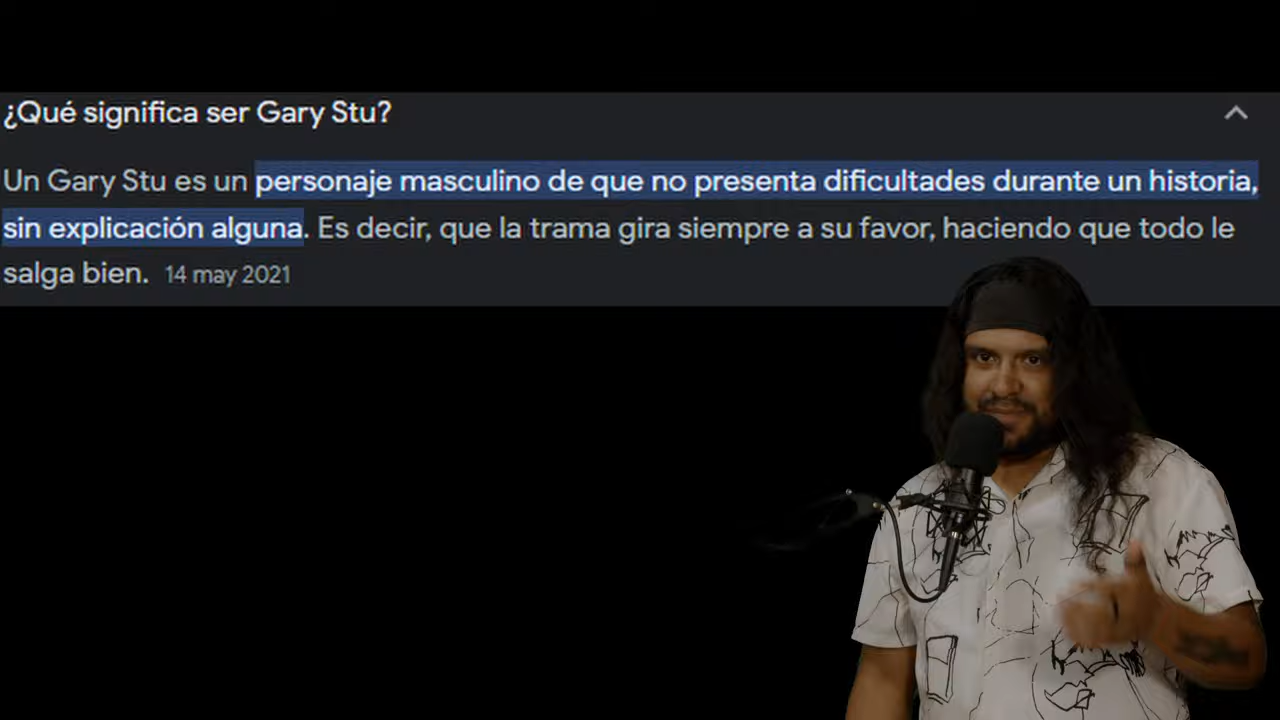 ¿Qué significa ser Gary Stu?
Un Gary Stu es un personaje masculino de que no presenta dificultades durante un historia,
sin explicación alguna. Es decir, que la trama gira siempre a su favor, haciendo que todo le
salga bien. 14 may 2021